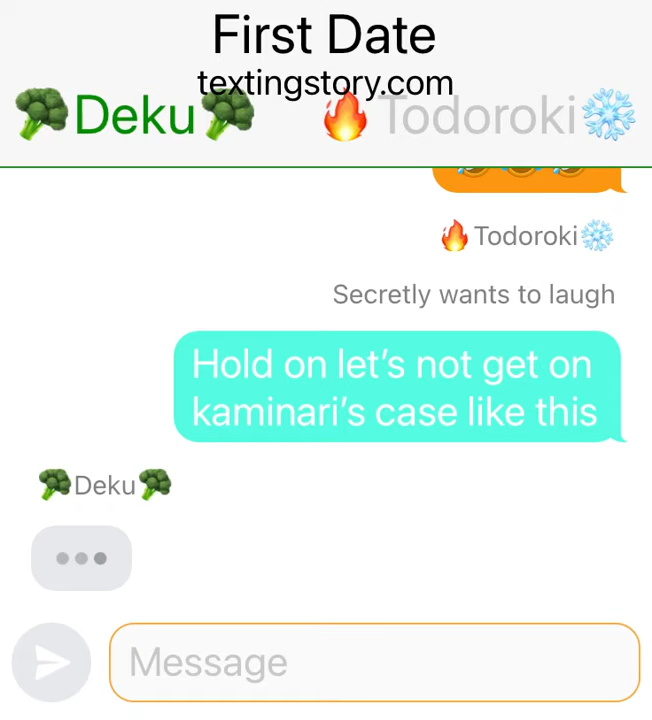 First Date
textingstory.com
🥦Deku🥦 🔥Todoroki❄️
🔥Todoroki❄️
Secretly wants to laugh
Hold on let’s not get on
kaminari’s case like this
🥦Deku🥦
Message